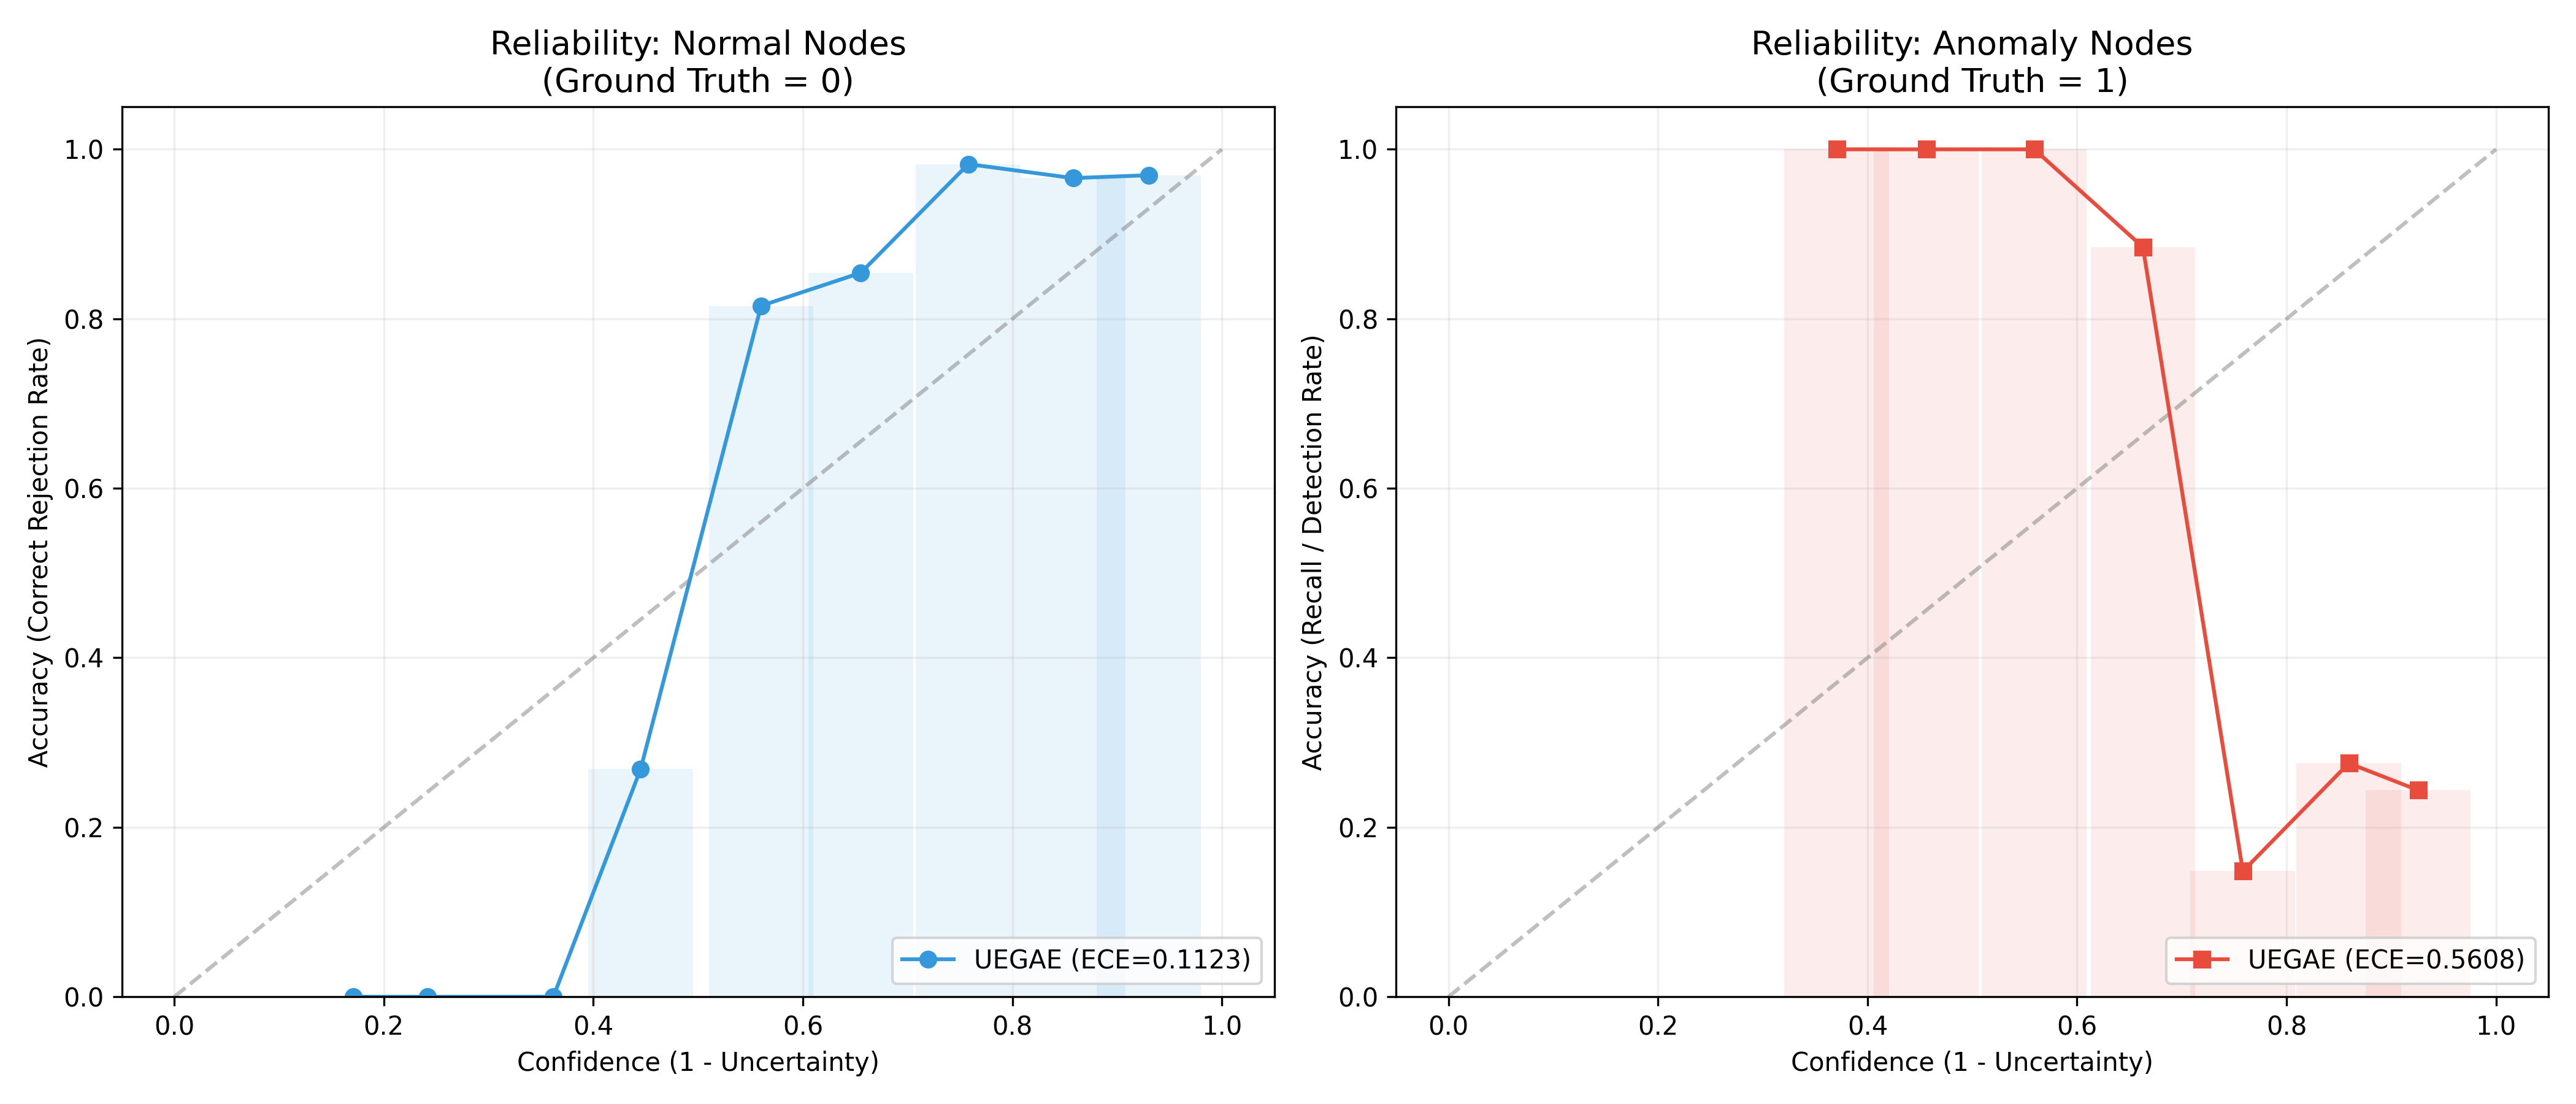 Reliability: Normal Nodes
(Ground Truth = 0)
Accuracy (Correct Rejection Rate)
1.0
0.8
0.6
0.4
0.2
0.0
0.0 0.2 0.4 0.6 0.8 1.0
Confidence (1 - Uncertainty)
UEGAE (ECE=0.1123)
Reliability: Anomaly Nodes
(Ground Truth = 1)
Accuracy (Recall / Detection Rate)
1.0
0.8
0.6
0.4
0.2
0.0
0.0 0.2 0.4 0.6 0.8 1.0
Confidence (1 - Uncertainty)
UEGAE (ECE=0.5608)